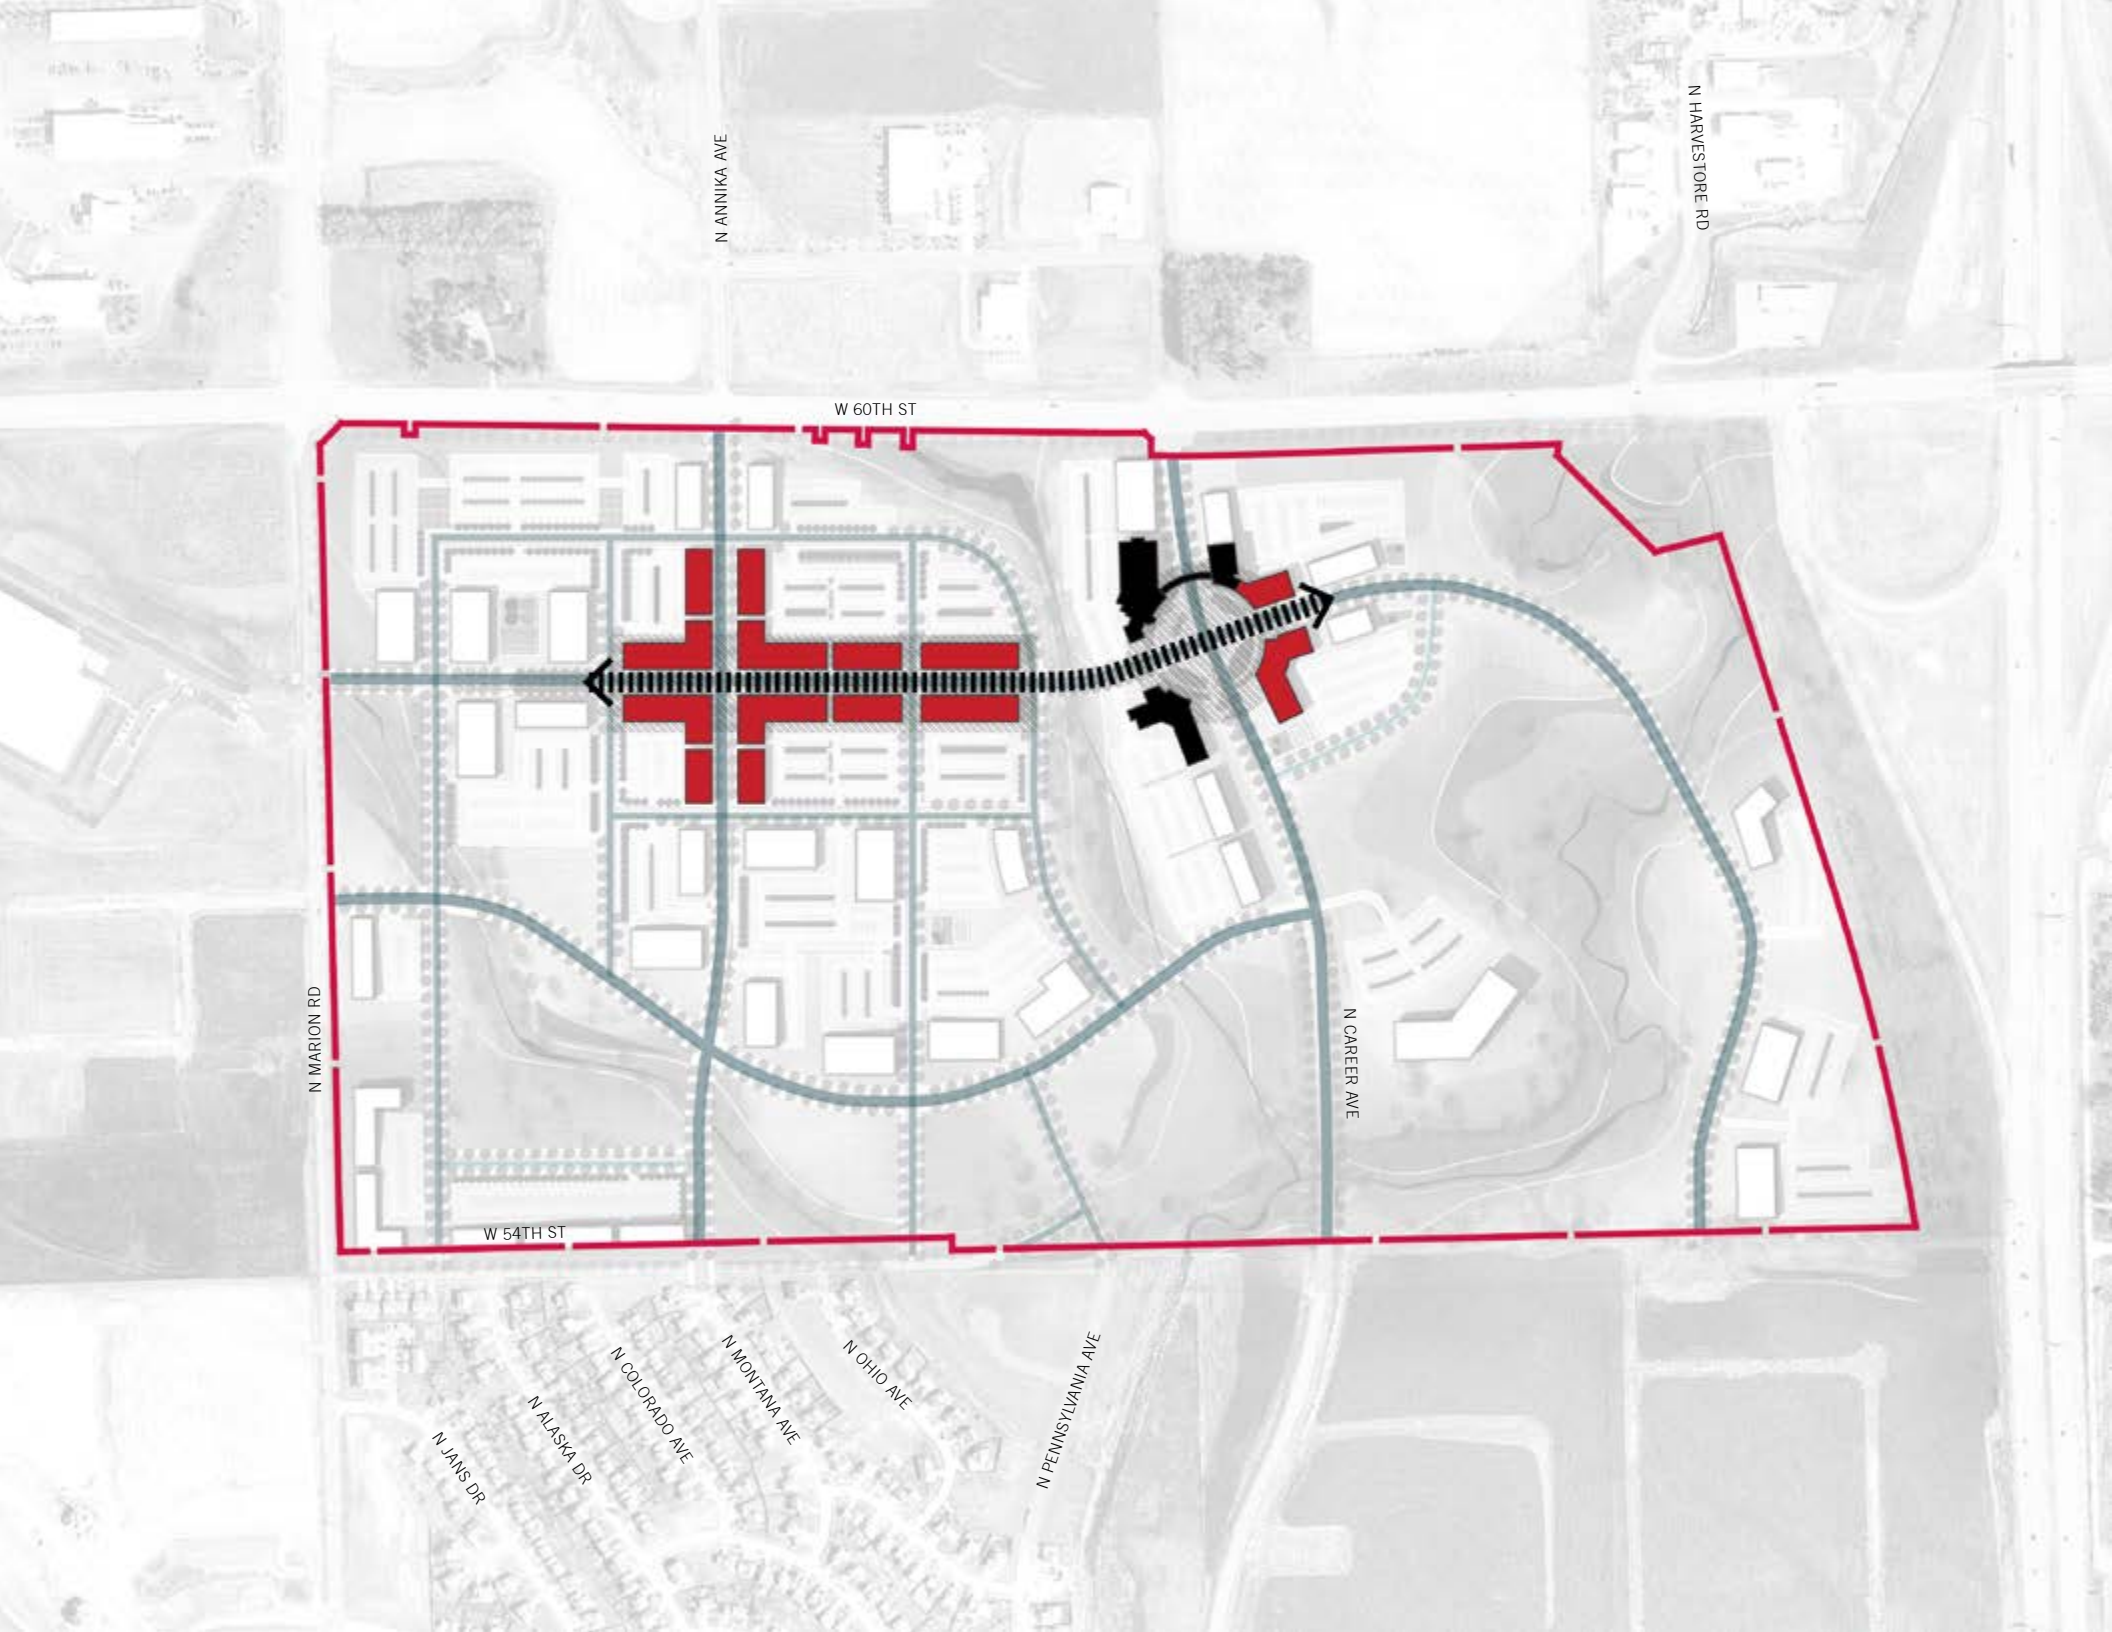 N HARVESTORE RD
N ANNIKA AVE
W 60TH ST
N MARION RD
N CAREER AVE
W 54TH ST
N JANS DR
N ALASKA DR
N COLORADO AVE
N MONTANA AVE
N OHIO AVE
N PENNSYLVANIA AVE